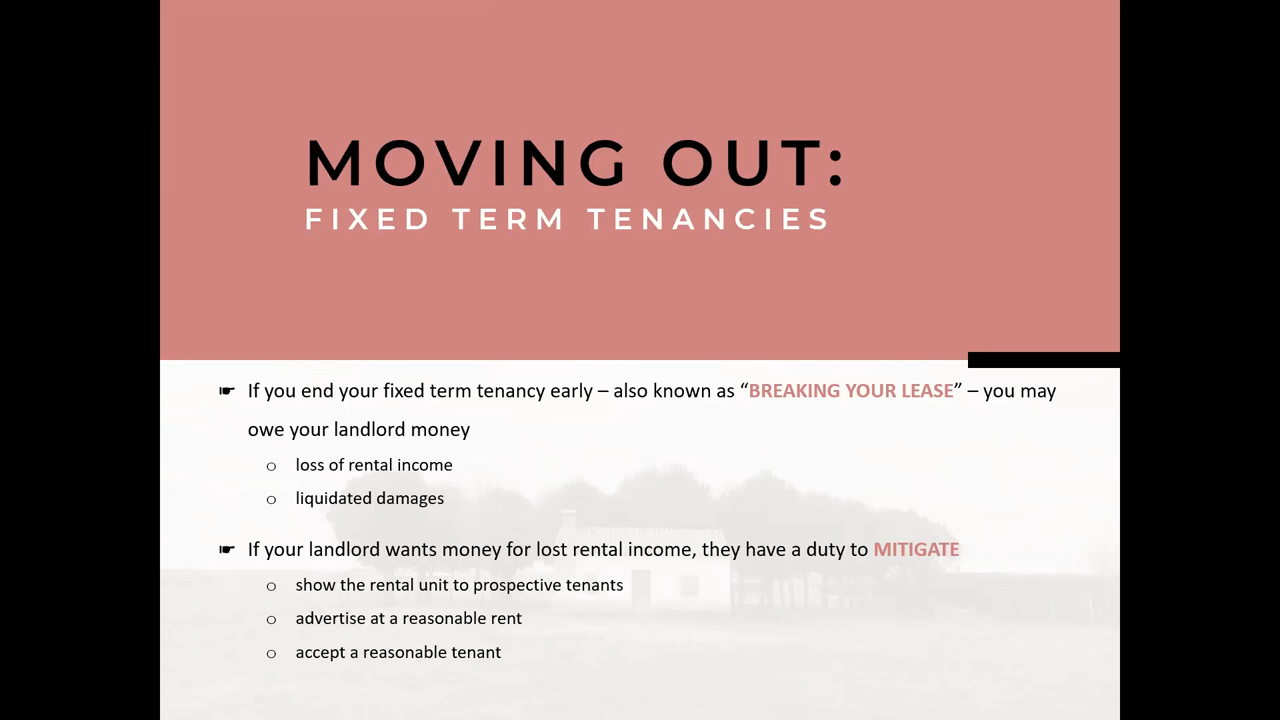 MOVING OUT:
FIXED TERM TENANCIES
☛ If you end your fixed term tenancy early – also known as “BREAKING YOUR LEASE” – you may
owe your landlord money
o loss of rental income
o liquidated damages
☛ If your landlord wants money for lost rental income, they have a duty to MITIGATE
o show the rental unit to prospective tenants
o advertise at a reasonable rent
o accept a reasonable tenant